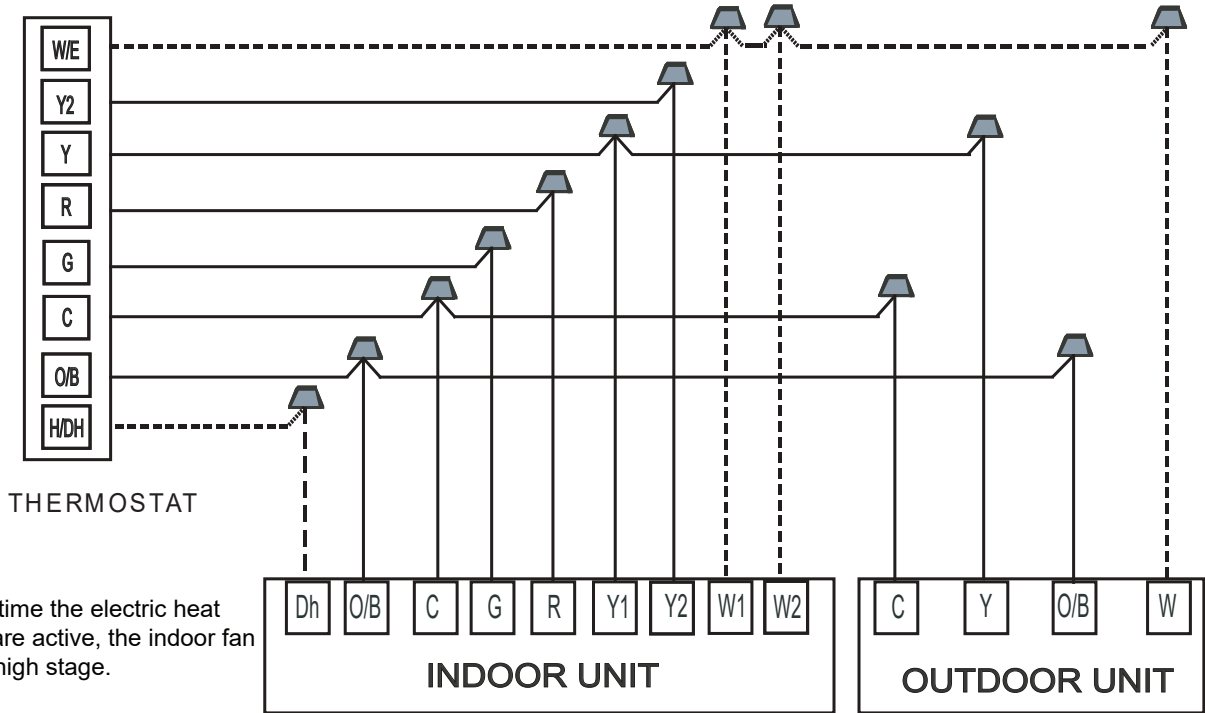 W/E
Y2
Y
R
G
C
O/B
H/DH
THERMOSTAT
time the electric heat
are active, the indoor fan
high stage.
Dh O/B C G R Y1 Y2 W1 W2
INDOOR UNIT
C Y O/B W
OUTDOOR UNIT